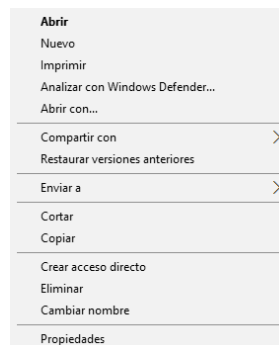 Abrir
Nuevo
Imprimir
Analizar con Windows Defender...
Abrir con...
Compartir con
Restaurar versiones anteriores
Enviar a
Cortar
Copiar
Crear acceso directo
Eliminar
Cambiar nombre
Propiedades